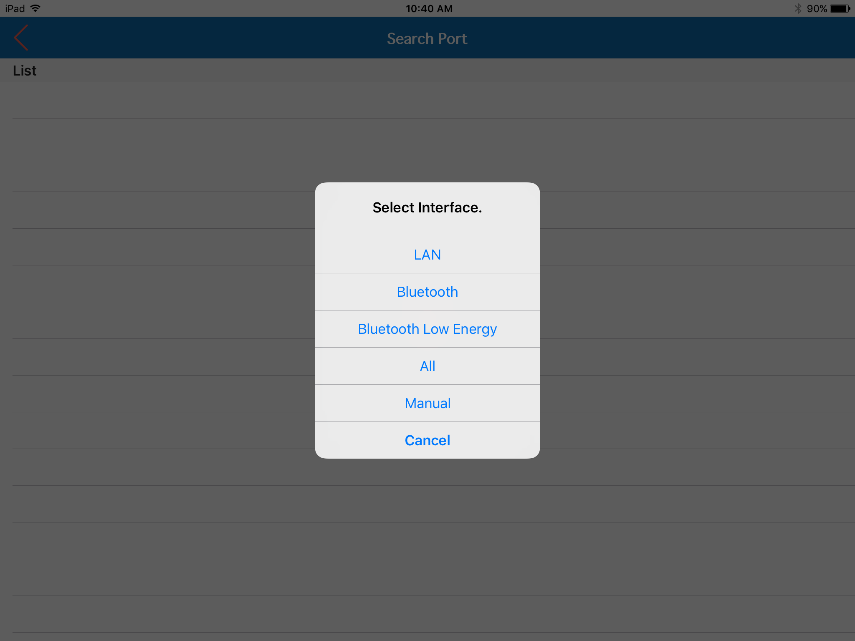 iPad 10:40 AM 90%
Search Port
List
Select Interface.
LAN
Bluetooth
Bluetooth Low Energy
All
Manual
Cancel